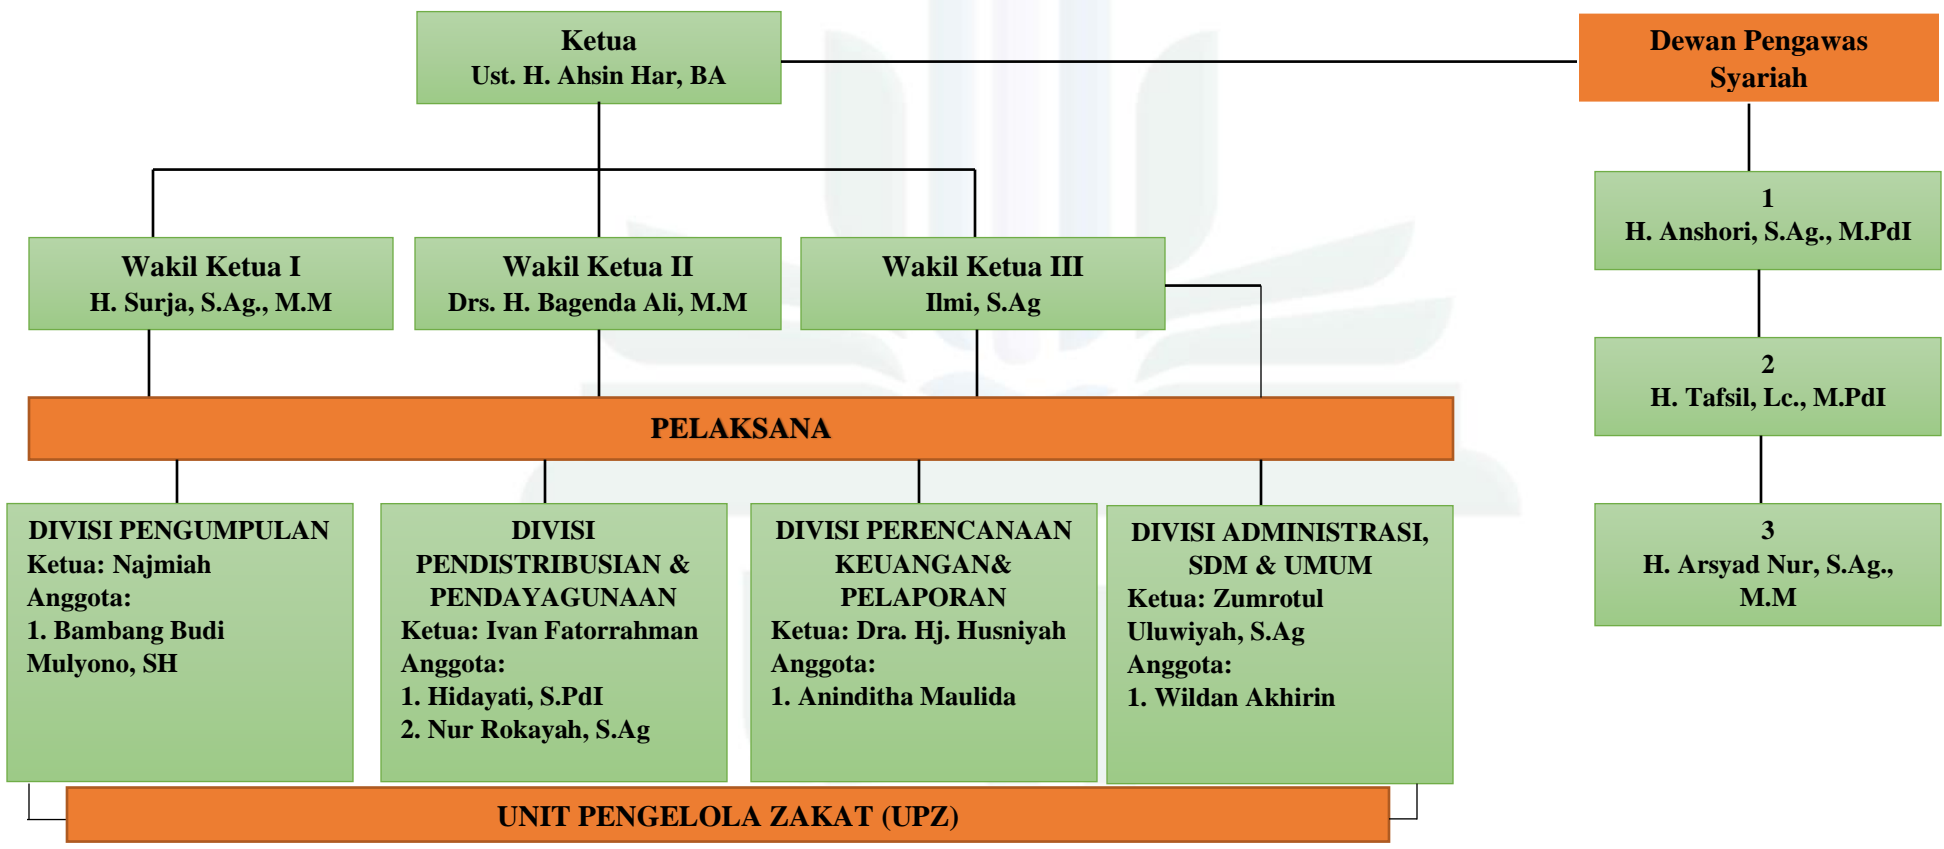 Ketua
Ust. H. Ahsin Har, BA
Dewan Pengawas
Syariah
Wakil Ketua I
H. Surja, S.Ag., M.M
Wakil Ketua II
Drs. H. Bagenda Ali, M.M
Wakil Ketua III
Ilmi, S.Ag
1
H. Anshori, S.Ag., M.PdI
2
H. Tafsil, Lc., M.PdI
3
H. Arsyad Nur, S.Ag.,
M.M
PELAKSANA
DIVISI PENGUMPULAN
Ketua: Najmiah
Anggota:
1. Bambang Budi
Mulyono, SH
DIVISI
PENDISTRIBUSIAN &
PENDAYAGUNAAN
Ketua: Ivan Fatorrahman
Anggota:
1. Hidayati, S.PdI
2. Nur Rokayah, S.Ag
DIVISI PERENCANAAN
KEUANGAN&
PELAPORAN
Ketua: Dra. Hj. Husniyah
Anggota:
1. Aninditha Maulida
DIVISI ADMINISTRASI,
SDM & UMUM
Ketua: Zumrotul
Uluwiyah, S.Ag
Anggota:
1. Wildan Akhirin
UNIT PENGELOLA ZAKAT (UPZ)